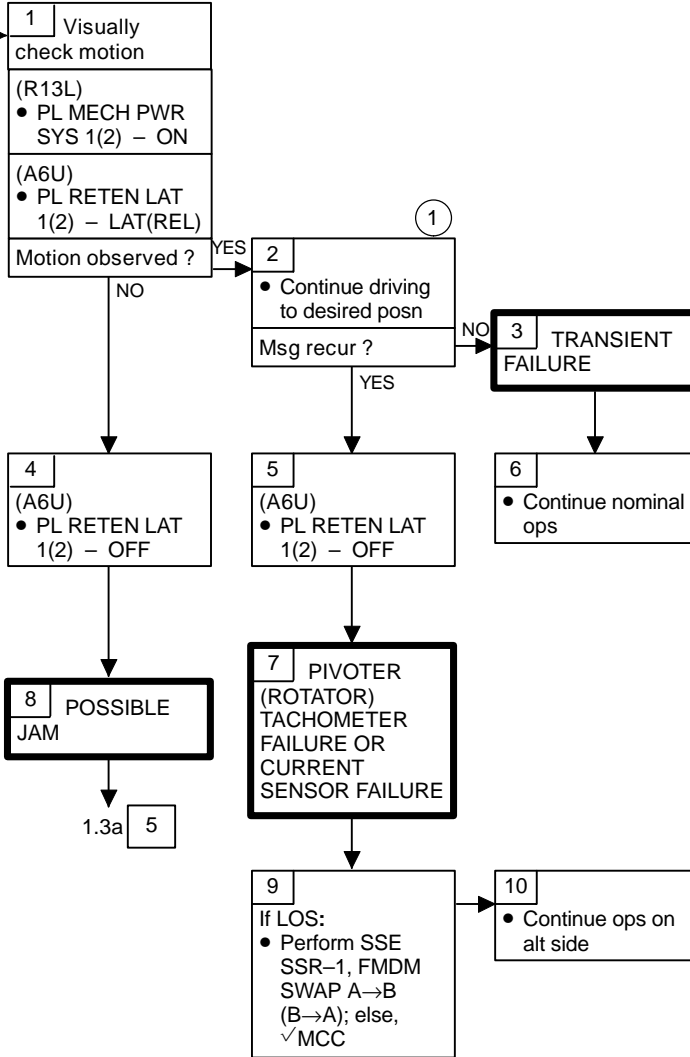 1 Visually
check motion
(R13L)
• PL MECH PWR
SYS 1(2) – ON
(A6U)
• PL RETEN LAT
1(2) – LAT(REL)
Motion observed ?
YES
NO
1
2
• Continue driving
to desired posn
Msg recur ?
NO
YES
3 TRANSIENT
FAILURE
4
(A6U)
• PL RETEN LAT
1(2) – OFF
5
(A6U)
• PL RETEN LAT
1(2) – OFF
6
• Continue nominal
ops
7 PIVOTER
(ROTATOR)
TACHOMETER
FAILURE OR
CURRENT
SENSOR FAILURE
8 POSSIBLE
JAM
1.3a 5
9
If LOS:
• Perform SSE
SSR–1, FMDM
SWAP A→B
(B→A); else,
√MCC
10
• Continue ops on
alt side